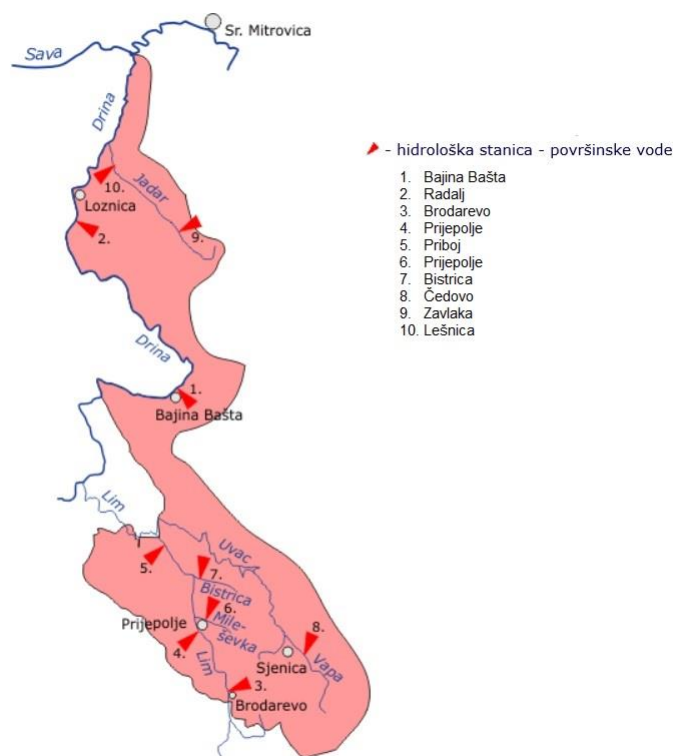 Sr. Mitrovica
Sava
Drina
- hidrološka stanica - površinske vode
1. Bajina Bašta
2. Radalj
3. Brodarevo
4. Prijepolje
5. Priboj
6. Prijepolje
7. Bistrica
8. Čedovo
9. Zavlaka
10. Lešnica
10.
Jadar
Loznica
2.
9.
Drina
1.
Bajina Bašta
Lim
Uvac
5.
7.
Bistrica
6.
Prijepolje
Mile-
ševka
8.
4.
Sjenica
Vapa
Lim
3.
Brodarevo